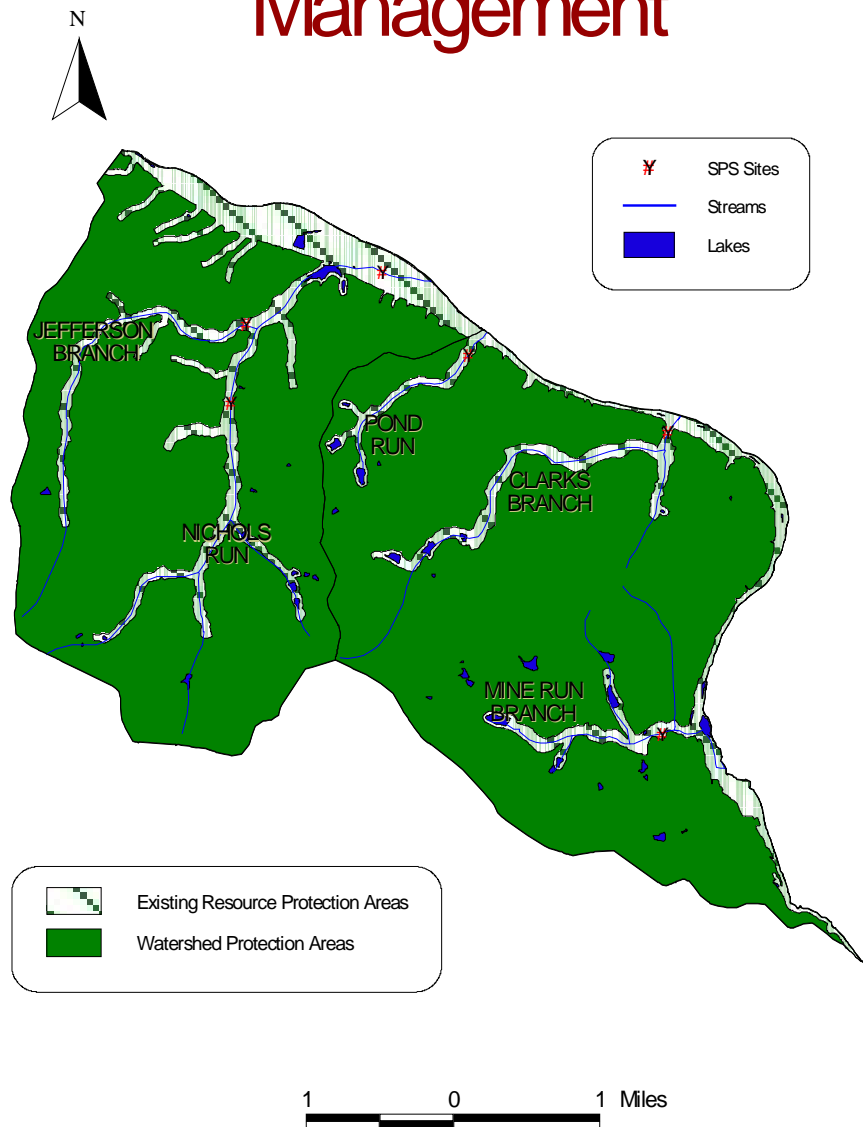 Management
N
SPS Sites
Streams
Lakes
JEFFERSON
BRANCH
POND
RUN
CLARKS
BRANCH
NICHOLS
RUN
MINE RUN
BRANCH
Existing Resource Protection Areas
Watershed Protection Areas
1 0 1 Miles